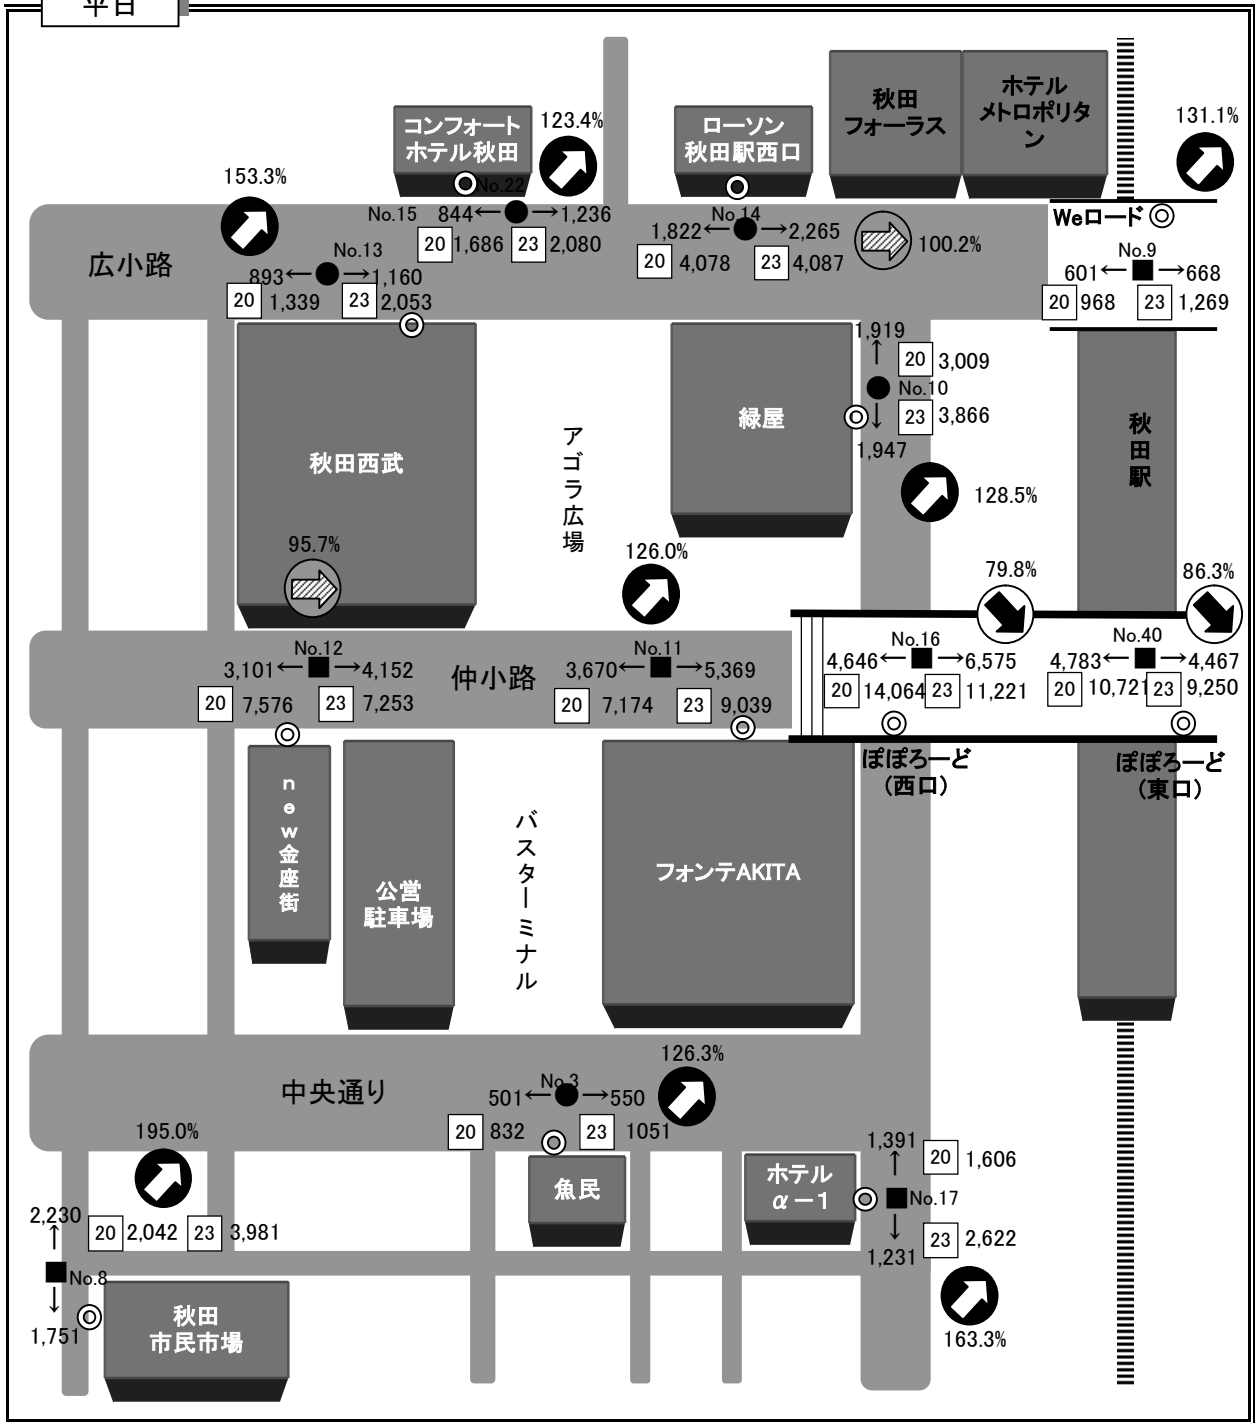 平日
コンフォート
ホテル秋田
123.4%
ローソン
秋田駅西口
秋田
フォーラス
ホテル
メトロポリタ
ン
131.1%
153.3%
No.22
No.15
844←●→1,236
20 1,686 23 2,080
No.14
1,822←●→2,265
20 4,078 23 4,087
100.2%
Weロード
No.9
601←■→668
20 968 23 1,269
広小路
No.13
893←●→1,160
20 1,339 23 2,053
1,919
↑
20 3,009
No.10
23 3,866
↓
1,947
128.5%
緑屋
秋田西武
アゴラ広場
秋田駅
95.7%
126.0%
79.8%
86.3%
No.12
3,101←■→4,152
20 7,576 23 7,253
仲小路
No.11
3,670←■→5,369
20 7,174 23 9,039
No.16
4,646←■→6,575
20 14,064 23 11,221
No.40
4,783←■→4,467
20 10,721 23 9,250
ぽぽろーど
(西口)
ぽぽろーど
(東口)
new金座街
公営
駐車場
バスターミナル
フォンテAKITA
中央通り
No.3
501←●→550
20 832 23 1051
126.3%
195.0%
魚民
ホテル
α-1
1,391
↑
20 1,606
No.17
↓
23 2,622
1,231
163.3%
2,230
↑
20 2,042 23 3,981
No.8
↓
1,751
秋田
市民市場